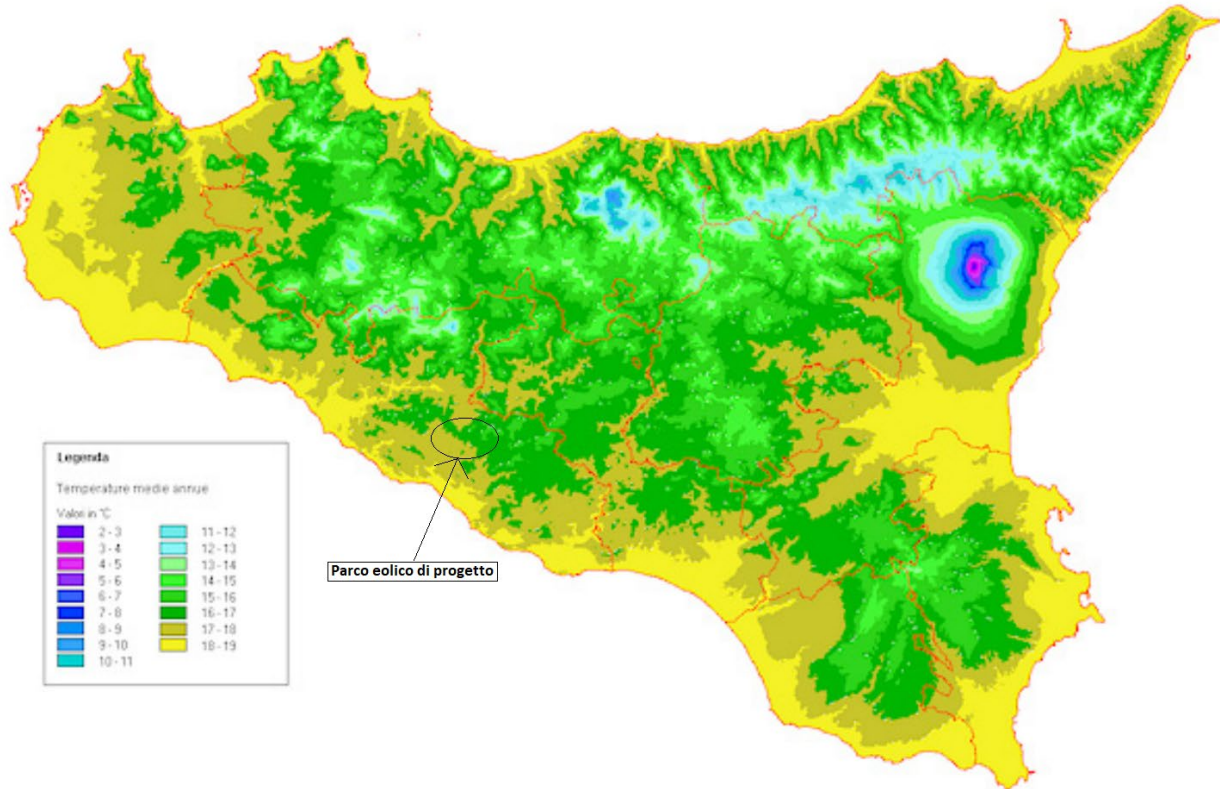 Legenda
Temperature medie annue
Valori in °C
2 - 3
3 - 4
4 - 5
5 - 6
6 - 7
7 - 8
8 - 9
9 - 10
10 - 11
11 - 12
12 - 13
13 - 14
14 - 15
15 - 16
16 - 17
17 - 18
18 - 19
Parco eolico di progetto